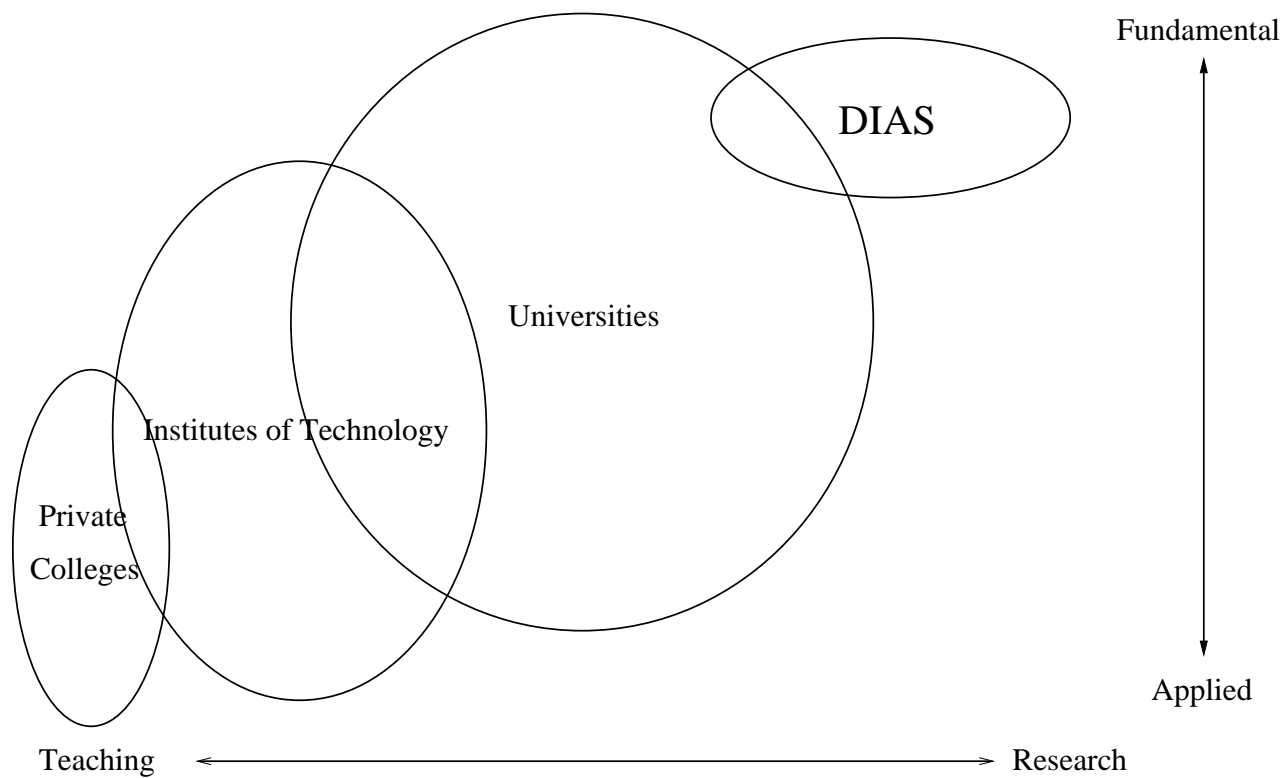 Fundamental
DIAS
Universities
Institutes of Technology
Private
Colleges
Applied
Teaching
Research